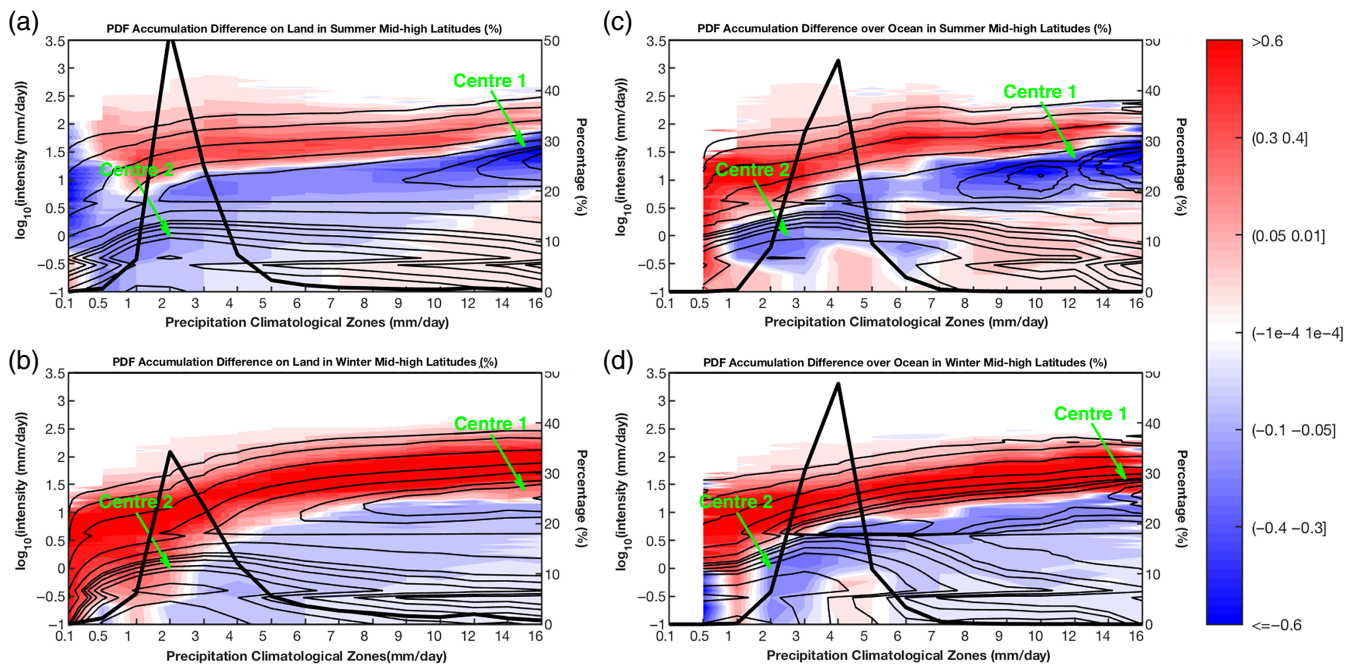 (a)
PDF Accumulation Difference on Land in Summer Mid-high Latitudes (%)
log10(intensity (mm/day))
3.5
3
2.5
2
1.5
1
0.5
0
−0.5
−1
Centre 1
Centre 2
50
40
30
20
10
0
Percentage (%)
0.1 0.5 1 2 3 4 5 6 7 8 9 10 12 14 16
Precipitation Climatological Zones (mm/day)
(c)
PDF Accumulation Difference over Ocean in Summer Mid-high Latitudes (%)
log10(intensity (mm/day))
3.5
3
2.5
2
1.5
1
0.5
0
−0.5
−1
Centre 1
Centre 2
50
40
30
20
10
0
Percentage (%)
0.1 0.5 1 2 3 4 5 6 7 8 9 10 12 14 16
Precipitation Climatological Zones (mm/day)
(b)
PDF Accumulation Difference on Land in Winter Mid-high Latitudes (%)
log10(intensity (mm/day))
3.5
3
2.5
2
1.5
1
0.5
0
−0.5
−1
Centre 1
Centre 2
50
40
30
20
10
0
Percentage (%)
0.1 0.5 1 2 3 4 5 6 7 8 9 10 12 14 16
Precipitation Climatological Zones(mm/day)
(d)
PDF Accumulation Difference over Ocean in Winter Mid-high Latitudes (%)
log10(intensity (mm/day))
3.5
3
2.5
2
1.5
1
0.5
0
−0.5
−1
Centre 1
Centre 2
50
40
30
20
10
0
Percentage (%)
0.1 0.5 1 2 3 4 5 6 7 8 9 10 12 14 16
Precipitation Climatological Zones (mm/day)
>0.6
(0.3 0.4]
(0.05 0.01]
(−1e−4 1e−4]
(−0.1 −0.05]
(−0.4 −0.3]
<=−0.6